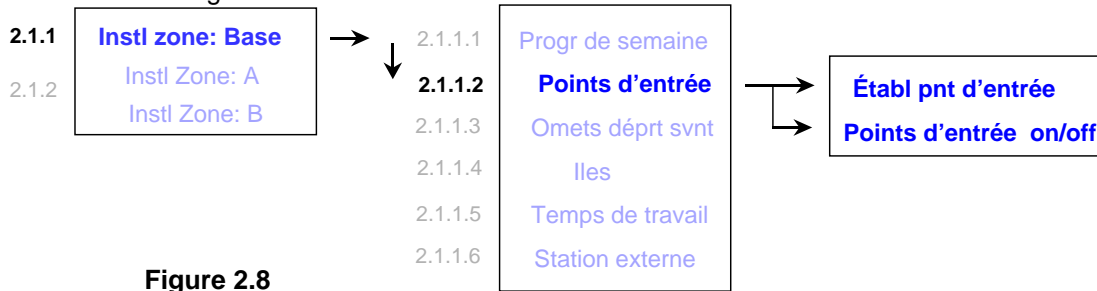 2.1.1 Instl zone: Base
2.1.2 Instl Zone: A
Instl Zone: B
2.1.1.1 Progr de semaine
2.1.1.2 Points d’entrée
2.1.1.3 Omets déprt svnt
2.1.1.4 Iles
2.1.1.5 Temps de travail
2.1.1.6 Station externe
Établ pnt d’entrée
Points d’entrée on/off
Figure 2.8